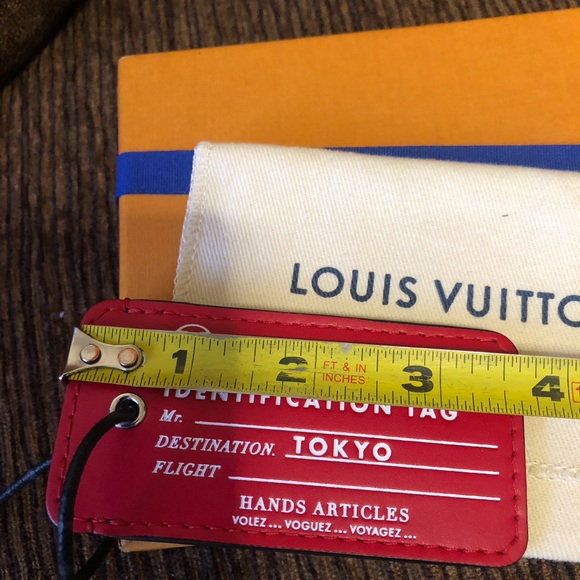 LOUIS VUITTO
1 2 FT & IN 3 4 1
INCHES
IDENTIFICATION TAG
Mr.
DESTINATION. TOKYO
FLIGHT
HANDS ARTICLES
VOLEZ... VOGUEZ... VOYAGEZ...